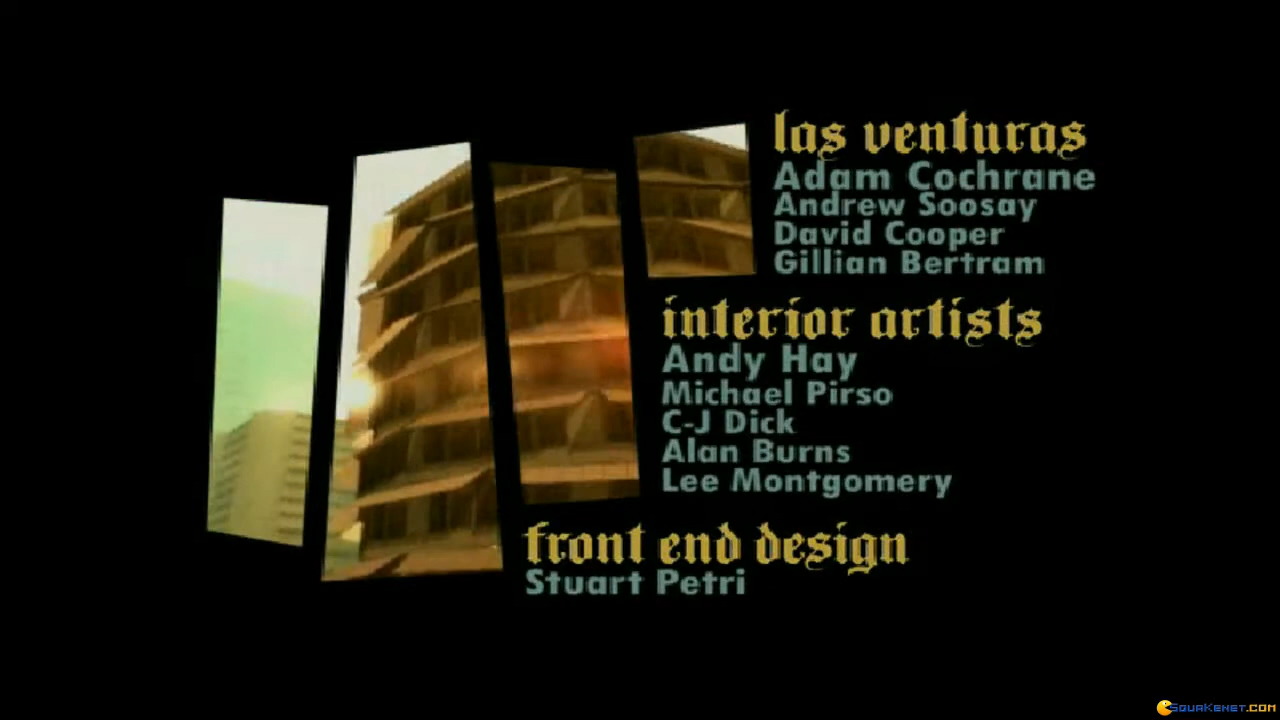 las venturas
Adam Cochrane
Andrew Soosay
David Cooper
Gillian Bertram
interior artists
Andy Hay
Michael Pirso
C-J Dick
Alan Burns
Lee Montgomery
front end design
Stuart Petri
SquaKenet.com